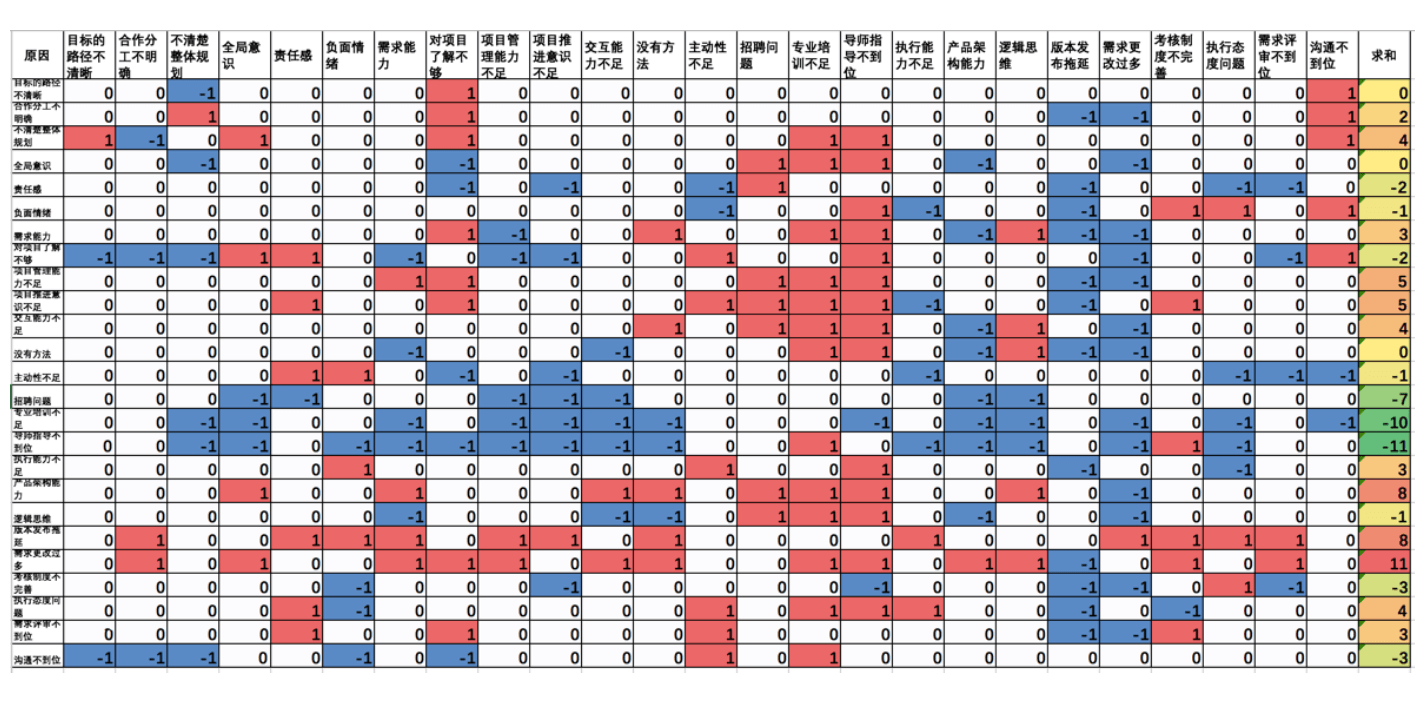 原因 目标的路径不清晰 合作分工不明确 不清楚整体规划 全局意识 责任感 负面情绪 需求能力 对项目了解不够 项目管理能力不足 项目推进意识不足 交互能力不足 没有方法 主动性不足 招聘问题 专业培训不足 导师指导不到位 执行能力不足 产品架构能力 逻辑思维 版本发布拖延 需求更改过多 考核制度不完善 执行态度问题 需求评审不到位 沟通不到位 求和
目标的路径不清晰 0 0 -1 0 0 0 0 1 0 0 0 0 0 0 0 0 0 0 0 0 0 0 0 0 1 0
合作分工不明确 0 0 1 0 0 0 0 1 0 0 0 0 0 0 0 0 0 0 0 -1 -1 0 0 0 1 2
不清楚整体规划 1 -1 0 1 0 0 0 1 0 0 0 0 0 0 1 1 0 0 0 0 0 0 0 0 1 4
全局意识 0 0 -1 0 0 0 0 -1 0 0 0 0 0 1 1 1 0 -1 0 0 -1 0 0 0 0 0
责任感 0 0 0 0 0 0 0 -1 0 -1 0 0 -1 1 0 0 0 0 0 -1 0 0 -1 -1 0 -2
负面情绪 0 0 0 0 0 0 0 0 0 0 0 0 -1 0 0 1 -1 0 0 -1 0 1 1 0 1 -1
需求能力 0 0 0 0 0 0 0 1 -1 0 0 1 0 0 1 1 0 -1 1 -1 -1 0 0 0 0 3
对项目了解不够 -1 -1 -1 1 1 0 -1 0 -1 -1 0 0 1 0 0 1 0 0 0 0 -1 0 0 -1 1 -2
项目管理能力不足 0 0 0 0 0 0 1 1 0 0 0 0 0 1 1 1 0 0 0 -1 -1 0 0 0 0 5
项目推进意识不足 0 0 0 0 1 0 0 1 0 0 0 0 1 1 1 1 -1 0 0 -1 0 1 0 0 0 5
交互能力不足 0 0 0 0 0 0 0 0 0 0 0 1 0 1 1 1 0 -1 1 0 -1 0 0 0 0 4
没有方法 0 0 0 0 0 0 -1 0 0 0 -1 0 0 0 1 1 0 -1 1 -1 -1 0 0 0 0 0
主动性不足 0 0 0 0 1 1 0 -1 0 -1 0 0 0 0 0 0 -1 0 0 0 0 0 -1 -1 -1 -1
招聘问题 0 0 0 -1 -1 0 0 0 -1 -1 -1 0 0 0 0 0 0 -1 -1 0 0 0 0 0 0 -7
专业培训不足 0 0 -1 -1 0 0 -1 0 -1 -1 -1 -1 0 0 0 -1 0 -1 -1 0 -1 0 -1 0 -1 -10
导师指导不到位 0 0 -1 -1 0 -1 -1 -1 -1 -1 -1 -1 0 0 1 0 -1 -1 -1 0 -1 1 -1 0 0 -11
执行能力不足 0 0 0 0 0 1 0 0 0 0 0 0 1 0 0 1 0 0 0 -1 0 0 -1 0 0 3
产品架构能力 0 0 0 1 0 0 1 0 0 0 1 1 0 1 1 1 0 0 1 0 -1 0 0 0 0 8
逻辑思维 0 0 0 0 0 0 -1 0 0 0 -1 -1 0 1 1 1 0 -1 0 0 -1 0 0 0 0 -1
版本发布拖延 0 1 0 0 1 1 1 0 1 1 0 1 0 0 0 0 1 0 0 0 1 1 1 1 0 8
需求更改过多 0 1 0 1 0 0 1 1 1 0 1 1 0 0 1 1 0 1 1 -1 0 1 0 1 0 11
考核制度不完善 0 0 0 0 0 -1 0 0 0 -1 0 0 0 0 0 -1 0 0 0 -1 -1 0 1 -1 0 -3
执行态度问题 0 0 0 0 1 -1 0 0 0 0 0 0 1 0 1 1 1 0 0 -1 0 -1 0 0 0 4
需求评审不到位 0 0 0 0 1 0 0 1 0 0 0 0 1 0 0 0 0 0 0 -1 -1 1 0 0 0 3
沟通不到位 -1 -1 -1 0 0 -1 0 -1 0 0 0 0 1 0 1 0 0 0 0 0 0 0 0 0 0 -3